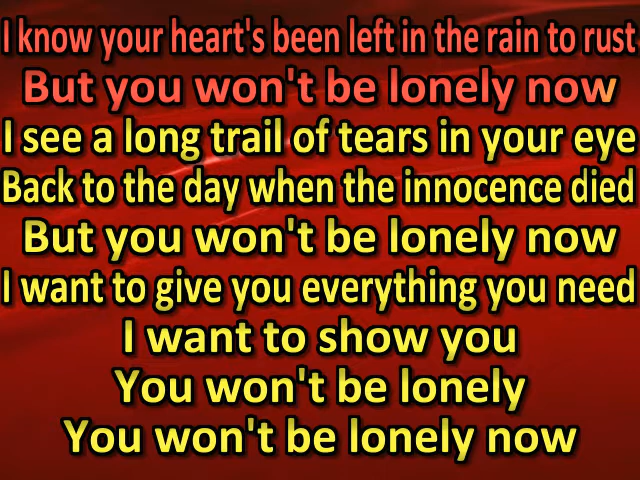 I know your heart's been left in the rain to rust
But you won't be lonely now
I see a long trail of tears in your eye
Back to the day when the innocence died
But you won't be lonely now
I want to give you everything you need
I want to show you
You won't be lonely
You won't be lonely now